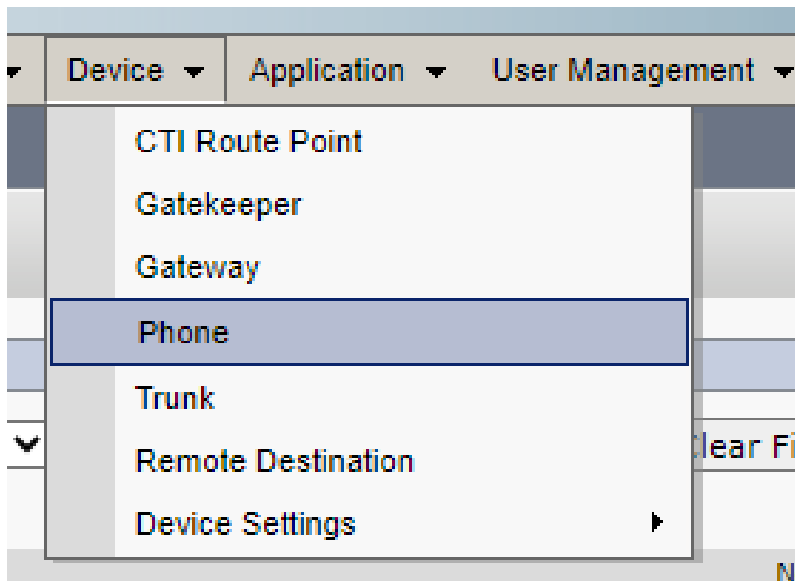 Device Application User Management
CTI Route Point
Gatekeeper
Gateway
Phone
Trunk
Remote Destination
Device Settings